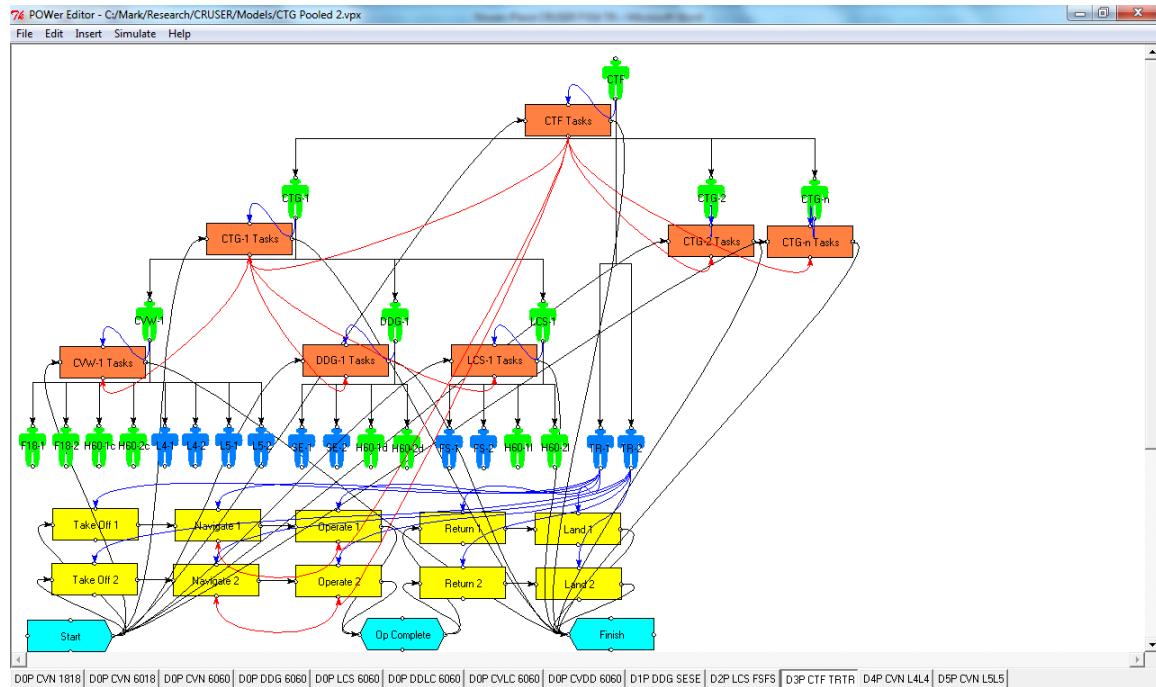 POWer Editor - C:/Mark/Research/CRUSER/Models/CTG Pooled 2.vpx
File Edit Insert Simulate Help
CTF
CTF Tasks
CTG-1 CTG-2 CTG-n
CTG-1 Tasks CTG-2 Tasks CTG-n Tasks
CVW-1 DDG-1 LCS-1
CVW-1 Tasks DDG-1 Tasks LCS-1 Tasks
F18-1 F18-2 H60-1c H60-2c L4-1 L4-2 L5-1 L5-2 SE-1 SE-2 H60-1d H60-2d FS-1 FS-2 H60-1l H60-2l TR-1 TR-2
Take Off 1 Navigate 1 Operate 1 Return 1 Land 1
Take Off 2 Navigate 2 Operate 2 Return 2 Land 2
Start Op Complete Finish
D0P CVN 1818 D0P CVN 6018 D0P CVN 6060 D0P DDG 6060 D0P LCS 6060 D0P DDLC 6060 D0P CVLC 6060 D0P CVDD 6060 D1P DDG SESE D2P LCS FSFS D3P CTF TRTR D4P CVN L4L4 D5P CVN L5L5